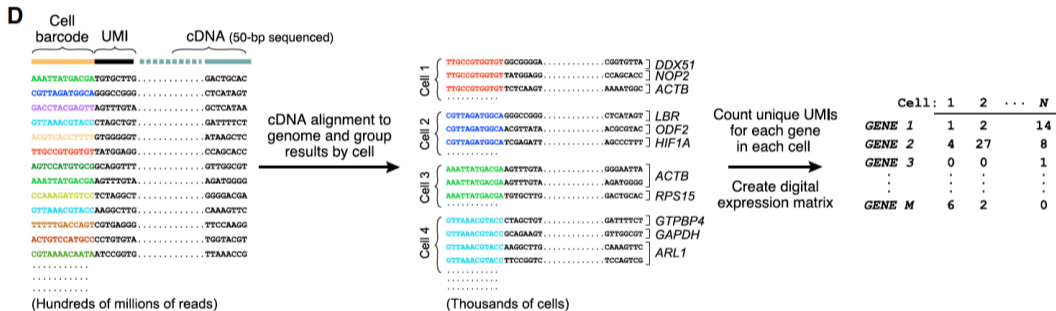 D
Cell barcode UMI cDNA (50-bp sequenced)
AAATTATGACGATGTGCTTG..............GACTGCAC
CGTTAGATGGCAGGGCCGGG..............CTCATAGT
GACCTACGAGTTAGTTTGTA..............GCTCATAA
GTTAAACGTACCCTAGCTGT..............GATTTTCT
ACGTCACCTTTTGTGGGGGT..............ATAAGCTC
TTGCCGTGGTGTTATGGAGG..............CCAGCACC
AGTCCATGTGCGGCAGGTTT..............GTTGGCGT
AAATTATGACGAAGTTTGTA..............AGATGGGG
CCAAAGATGTCCTCTAGGCT..............GGGGACGA
GTTAAACGTACCAAGGCTTG..............CAAAGTTC
TTTTTGACCAGTCGTGAGGG..............TTCCAAGG
ACTGTCCATGCCCCTGTGTA..............TGGTACGT
CGTAAAACAATAATCCGGTG..............TTAAACCG
(Hundreds of millions of reads)
cDNA alignment to
genome and group
results by cell
Cell 1
TTGCCGTGGTGTGGCGGGGA..............CGGTGTTA DDX51
TTGCCGTGGTGTTATGGAGG..............CCAGCACC NOP2
TTGCCGTGGTGTTCTCAAGT..............AAAATGGC ACTB
Cell 2
CGTTAGATGGCAGGGCCGGG..............CTCATAGT LBR
CGTTAGATGGCAACGTTATA..............ACGCGTAC ODF2
CGTTAGATGGCATCGAGATT..............AGCCCTTT HIF1A
Cell 3
AAATTATGACGAAGTTTGTA..............GGGAATTA ACTB
AAATTATGACGAAGTTTGTA..............AGATGGGG
AAATTATGACGATGTGCTTG..............GACTGCAC RPS15
Cell 4
GTTAAACGTACCCTAGCTGT..............GATTTTCT GTPBP4
GTTAAACGTACCGCAGAAGT..............GTTGGCGT GAPDH
GTTAAACGTACCAAGGCTTG..............CAAAGTTC ARL1
GTTAAACGTACCTTCCGGTC..............TCCAGTCG
(Thousands of cells)
Count unique UMIs
for each gene
in each cell
Create digital
expression matrix
Cell: 1 2 ··· N
GENE 1 1 2 14
GENE 2 4 27 8
GENE 3 0 0 1
GENE M 6 2 0